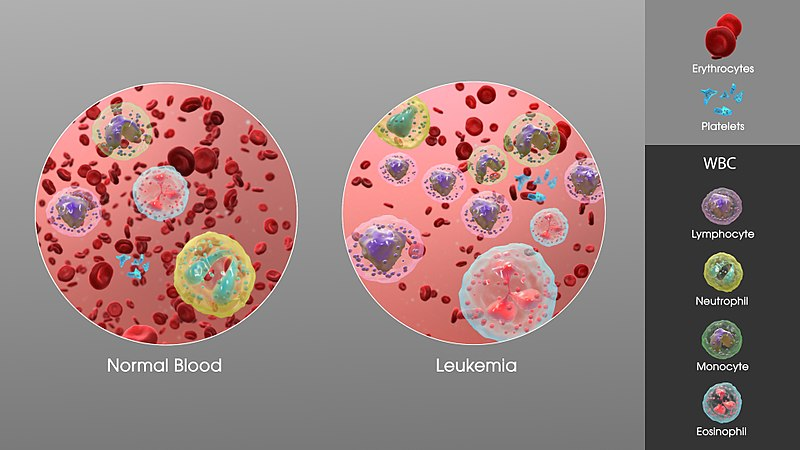 Normal Blood
Leukemia
Erythrocytes
Platelets
WBC
Lymphocyte
Neutrophil
Monocyte
Eosinophil